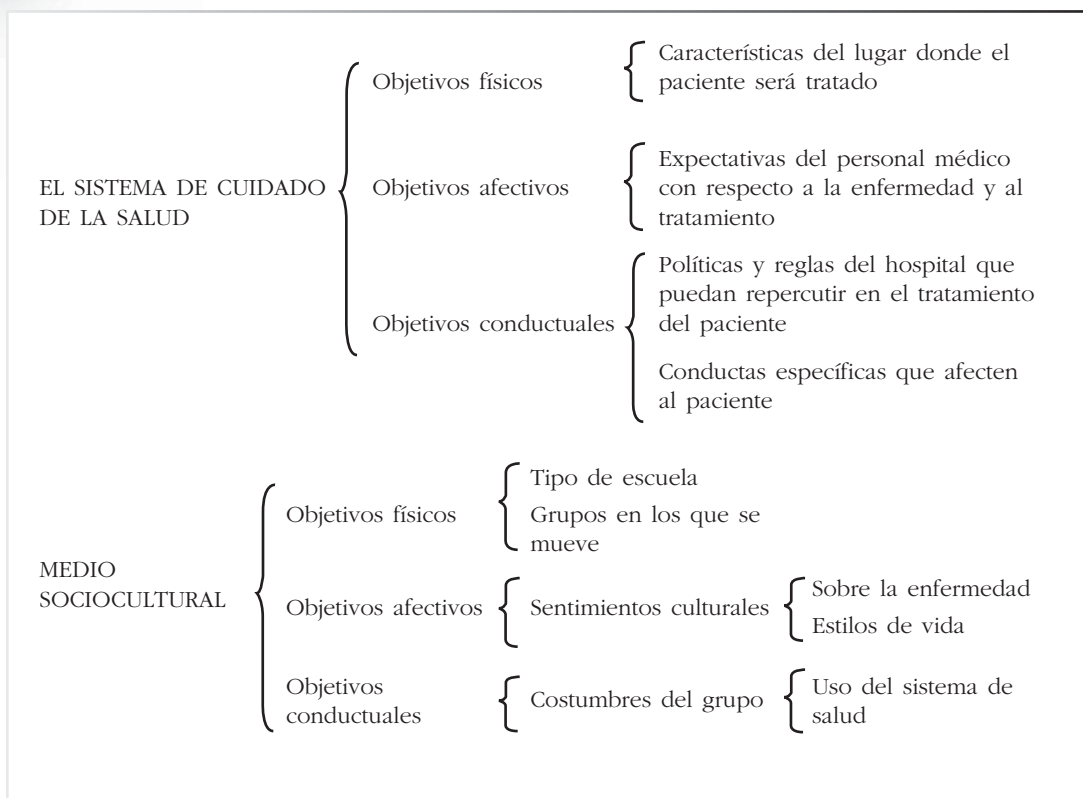 EL SISTEMA DE CUIDADO
DE LA SALUD
Objetivos físicos
Características del lugar donde el
paciente será tratado
Objetivos afectivos
Expectativas del personal médico
con respecto a la enfermedad y al
tratamiento
Objetivos conductuales
Políticas y reglas del hospital que
puedan repercutir en el tratamiento
del paciente
Conductas específicas que afecten
al paciente
MEDIO
SOCIOCULTURAL
Objetivos físicos
Tipo de escuela
Grupos en los que se
mueve
Objetivos afectivos
Sentimientos culturales
Sobre la enfermedad
Estilos de vida
Objetivos
conductuales
Costumbres del grupo
Uso del sistema de
salud